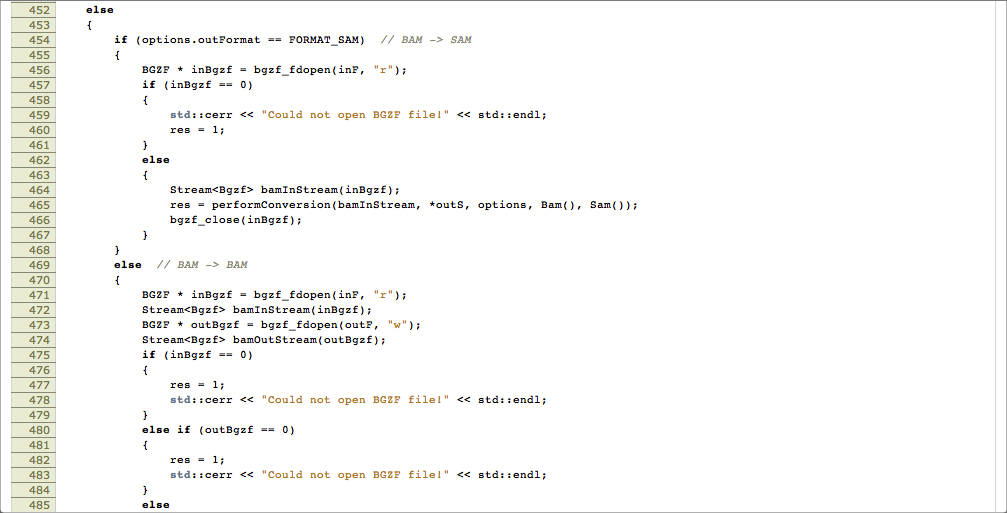 452 else
453 {
454 if (options.outFormat == FORMAT_SAM) // BAM -> SAM
455 {
456 BGZF * inBgzf = bgzf_fdopen(inF, "r");
457 if (inBgzf == 0)
458 {
459 std::cerr << "Could not open BGZF file!" << std::endl;
460 res = 1;
461 }
462 else
463 {
464 Stream<Bgzf> bamInStream(inBgzf);
465 res = performConversion(bamInStream, *outS, options, Bam(), Sam());
466 bgzf_close(inBgzf);
467 }
468 }
469 else // BAM -> BAM
470 {
471 BGZF * inBgzf = bgzf_fdopen(inF, "r");
472 Stream<Bgzf> bamInStream(inBgzf);
473 BGZF * outBgzf = bgzf_fdopen(outF, "w");
474 Stream<Bgzf> bamOutStream(outBgzf);
475 if (inBgzf == 0)
476 {
477 res = 1;
478 std::cerr << "Could not open BGZF file!" << std::endl;
479 }
480 else if (outBgzf == 0)
481 {
482 res = 1;
483 std::cerr << "Could not open BGZF file!" << std::endl;
484 }
485 else